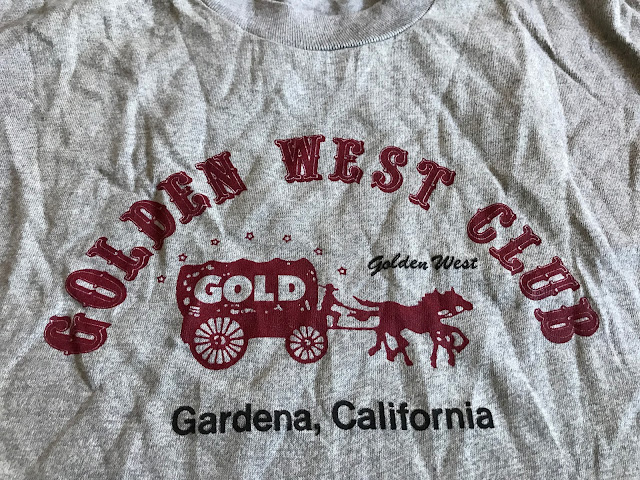 GOLDEN WEST CLUB
Golden West
GOLD
Gardena, California